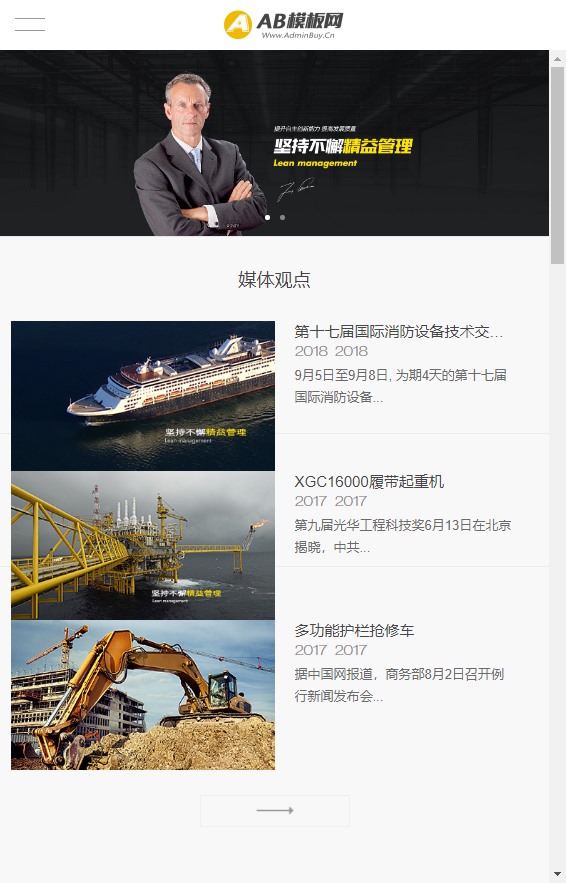 AB模板网
Www.AdminBuy.Cn
提升自主创新能力 提高发展质量
坚持不懈精益管理
Lean management
媒体观点
坚持不懈精益管理
Lean management
第十七届国际消防设备技术交...
2018 2018
9月5日至9月8日, 为期4天的第十七届
国际消防设备...
坚持不懈精益管理
Lean management
XGC16000履带起重机
2017 2017
第九届光华工程科技奖6月13日在北京
揭晓，中共...
多功能护栏抢修车
2017 2017
据中国网报道，商务部8月2日召开例
行新闻发布会...